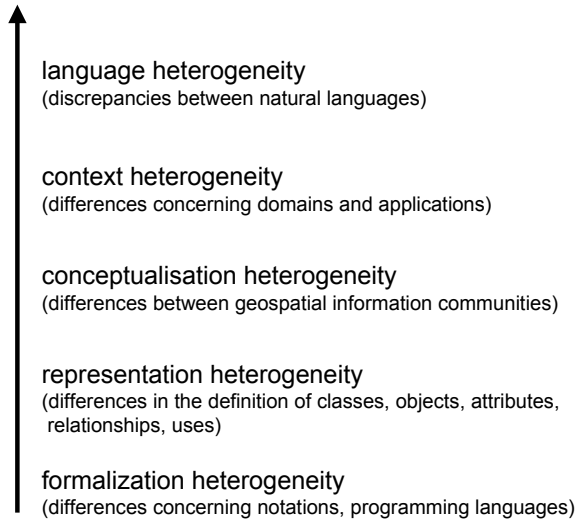 language heterogeneity
(discrepancies between natural languages)
context heterogeneity
(differences concerning domains and applications)
conceptualisation heterogeneity
(differences between geospatial information communities)
representation heterogeneity
(differences in the definition of classes, objects, attributes,
relationships, uses)
formalization heterogeneity
(differences concerning notations, programming languages)